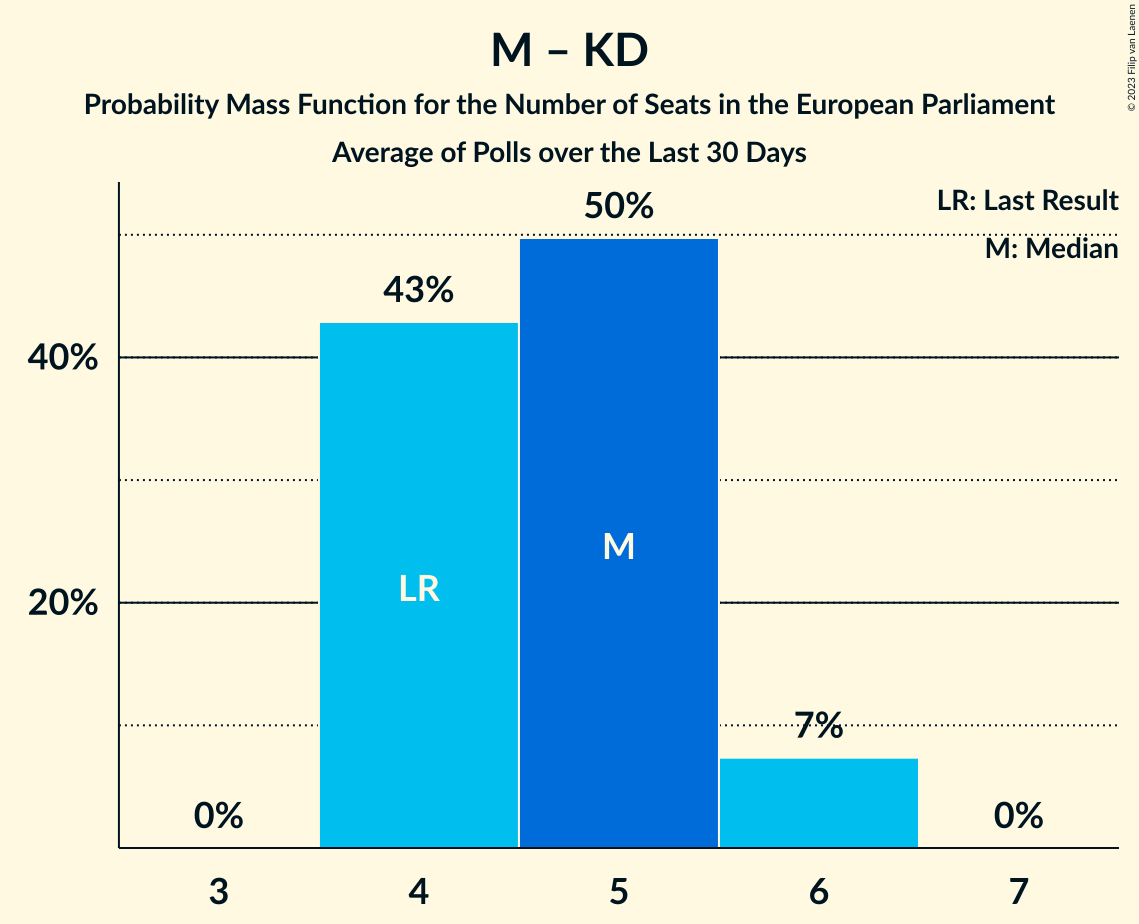 M – KD
Probability Mass Function for the Number of Seats in the European Parliament
Average of Polls over the Last 30 Days
© 2023 Filip van Laenen
LR: Last Result
M: Median
50%
43%
40%
M
LR
20%
7%
0%
0%
3 4 5 6 7